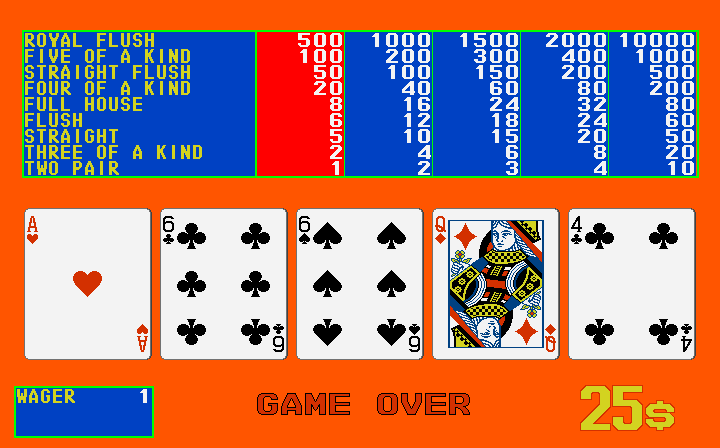 ROYAL FLUSH 500 1000 1500 2000 10000
FIVE OF A KIND 100 200 300 400 1000
STRAIGHT FLUSH 50 100 150 200 500
FOUR OF A KIND 20 40 60 80 200
FULL HOUSE 8 16 24 32 80
FLUSH 6 12 18 24 60
STRAIGHT 5 10 15 20 50
THREE OF A KIND 2 4 6 8 20
TWO PAIR 1 2 3 4 10
A 6 6 Q 4
A 6 6 Q 4
WAGER 1
GAME OVER 25$